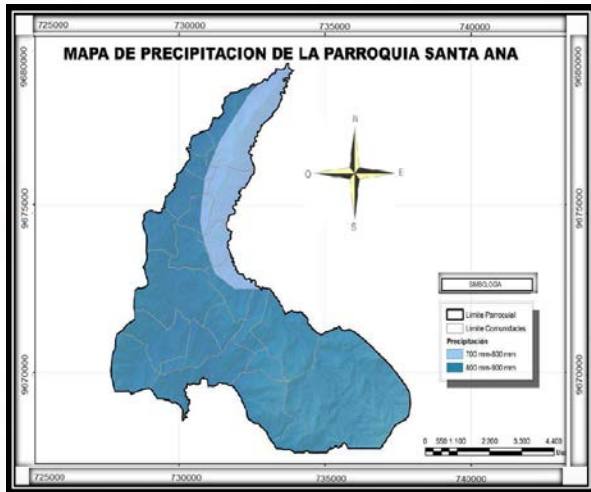 725000 730000 735000 740000
MAPA DE PRECIPITACION DE LA PARROQUIA SANTA ANA
9680000
9680000
N
O E
S
9675000
9675000
SIMBOLOGIA
Limite Parroquial
Limite Comunidades
Precipitación
700 mm-800 mm
800 mm-900 mm
9670000
9670000
0 550 1.100 2.200 3.300 4.400
725000 730000 735000 740000